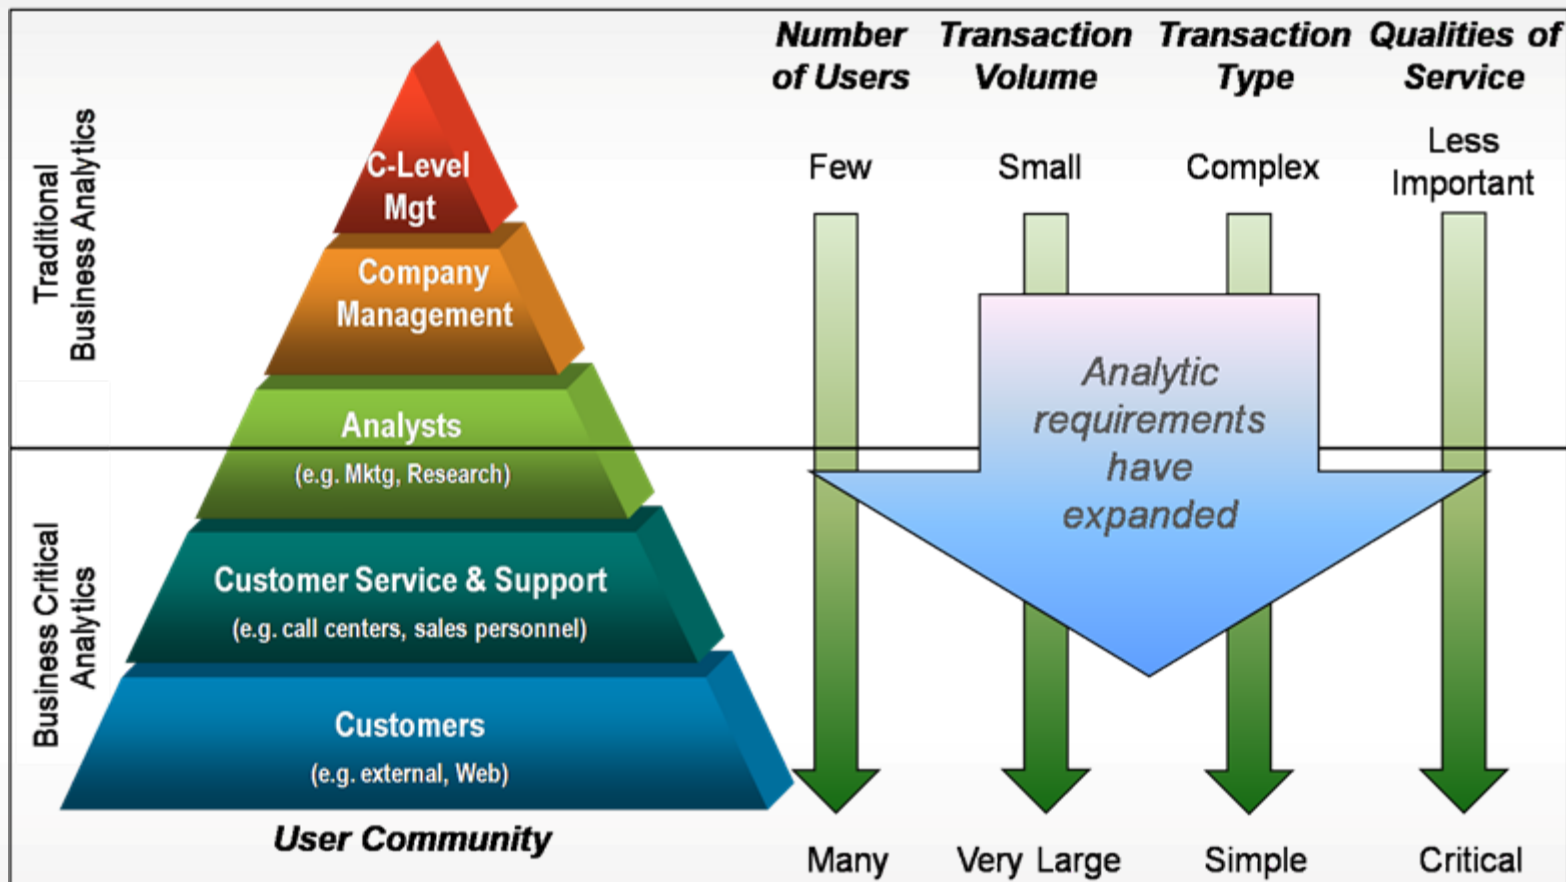 Number
of Users
Transaction
Volume
Transaction
Type
Qualities of
Service
Traditional
Business Analytics
C-Level
Mgt
Few
Small
Complex
Less
Important
Company
Management
Analytic
requirements
have
expanded
Analysts
(e.g. Mktg, Research)
Business Critical
Analytics
Customer Service & Support
(e.g. call centers, sales personnel)
Customers
(e.g. external, Web)
User Community
Many
Very Large
Simple
Critical